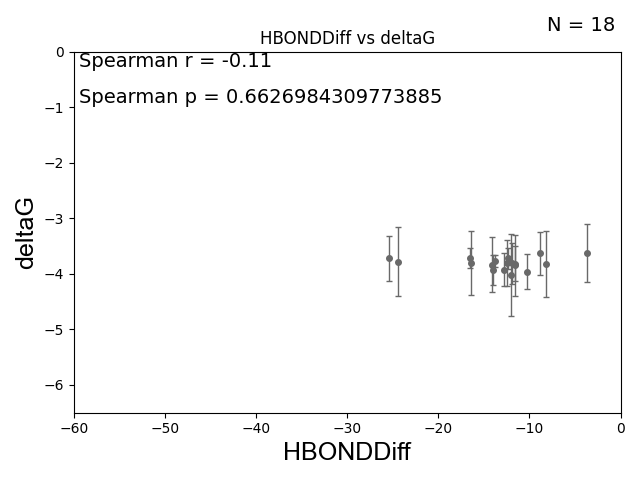 N = 18
HBONDDiff vs deltaG
Spearman r = -0.11
Spearman p = 0.6626984309773885
deltaG
0
−1
−2
−3
−4
−5
−6
−60 −50 −40 −30 −20 −10 0
HBONDDiff